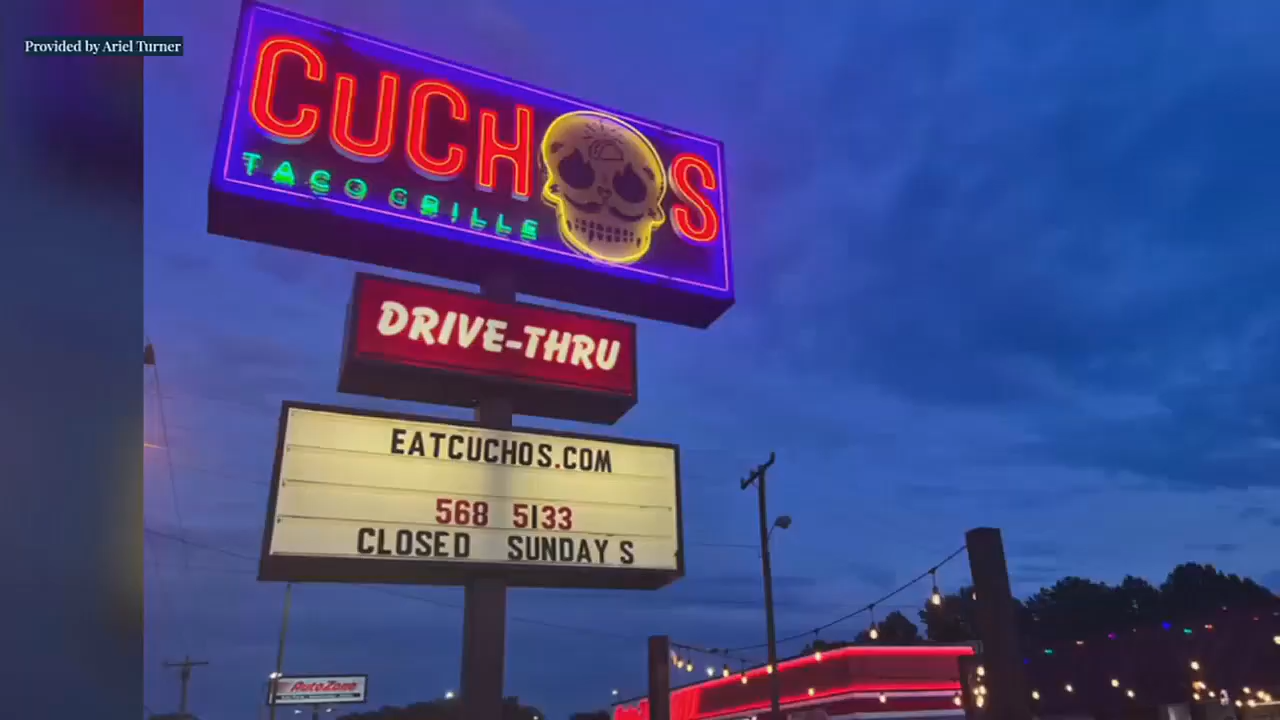 Provided by Ariel Turner
CUCHOS
TACO GRILLE
DRIVE-THRU
EATCUCHOS.COM
568 5133
CLOSED SUNDAY S
AutoZone